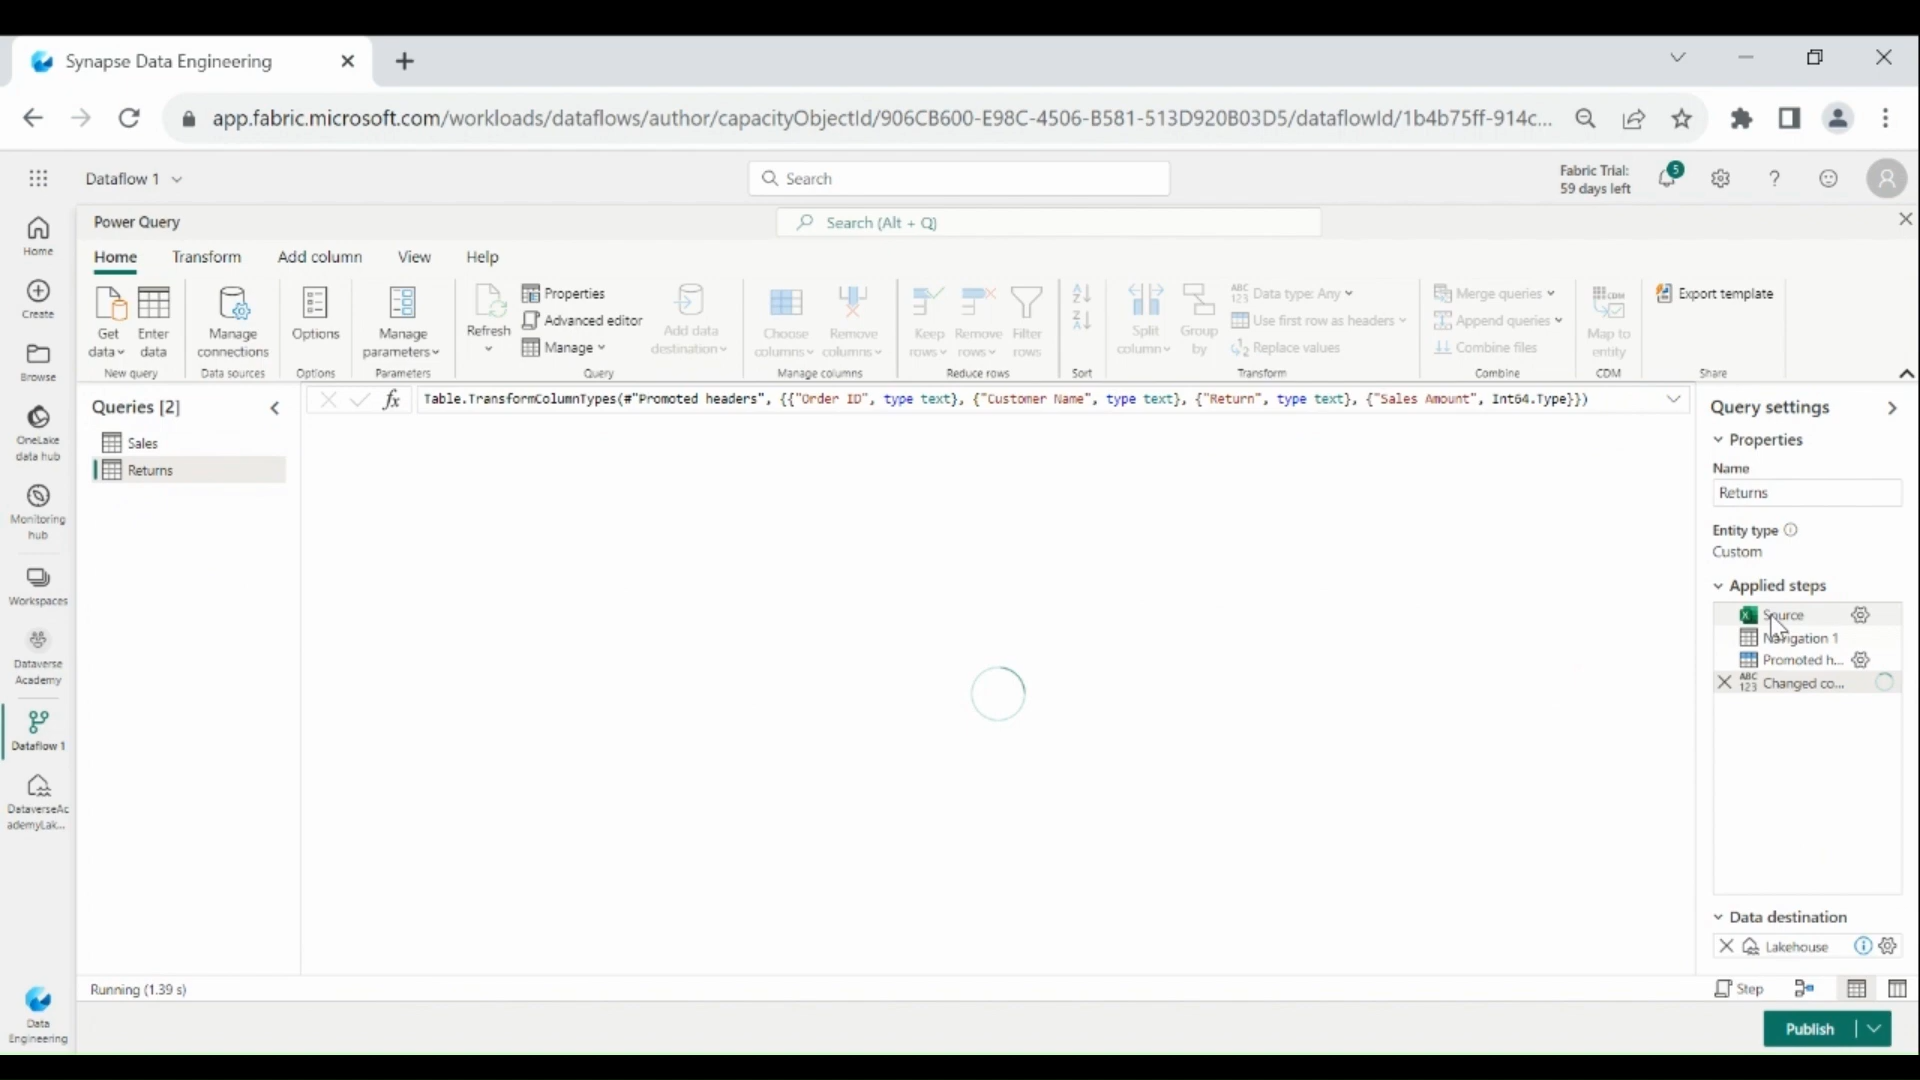 Synapse Data Engineering
app.fabric.microsoft.com/workloads/dataflows/author/capacityObjectId/906CB600-E98C-4506-B581-513D920B03D5/dataflowId/1b4b75ff-914c...
Dataflow 1
Search
Fabric Trial:
59 days left
5
Power Query
Search (Alt + Q)
Home
Transform
Add column
View
Help
Get
data
Enter
data
New query
Manage
connections
Data sources
Options
Options
Manage
parameters
Parameters
Refresh
Properties
Advanced editor
Manage
Query
Add data
destination
Choose
columns
Remove
columns
Manage columns
Keep
rows
Remove
rows
Filter
rows
Reduce rows
Sort
Split
column
Group
by
Data type: Any
Use first row as headers
Replace values
Transform
Merge queries
Append queries
Combine files
Combine
Map to
entity
CDM
Export template
Share
Home
Create
Browse
OneLake
data hub
Monitoring
hub
Workspaces
Dataverse
Academy
Dataflow 1
DataverseAc
ademyLak...
Data
Engineering
Queries [2]
Sales
Returns
fx
Table.TransformColumnTypes(#"Promoted headers", {{"Order ID", type text}, {"Customer Name", type text}, {"Return", type text}, {"Sales Amount", Int64.Type}})
Query settings
Properties
Name
Returns
Entity type
Custom
Applied steps
Source
Navigation 1
Promoted h...
ABC
123
Changed co...
Data destination
Lakehouse
Running (1.39 s)
Step
Publish